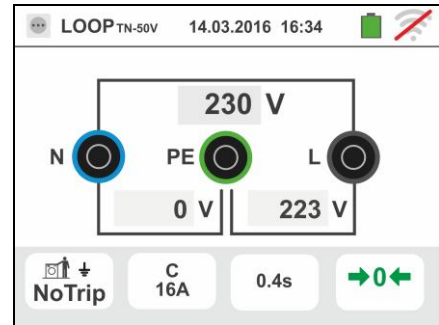 LOOP TN-50V 14.03.2016 16:34
230 V
N PE L
0 V 223 V
NoTrip C 0.4s →0←
16A